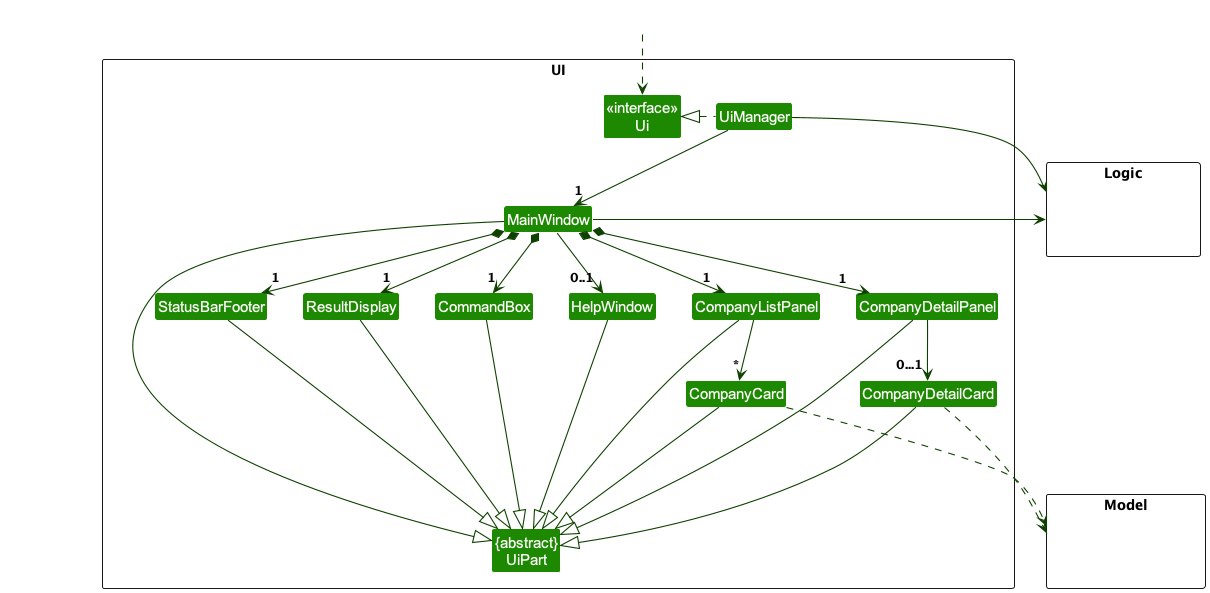 UI
«interface»
Ui
UiManager
Logic
1
MainWindow
1
1
1
0..1
1
1
StatusBarFooter
ResultDisplay
CommandBox
HelpWindow
CompanyListPanel
CompanyDetailPanel
*
0...1
CompanyCard
CompanyDetailCard
Model
{abstract}
UiPart